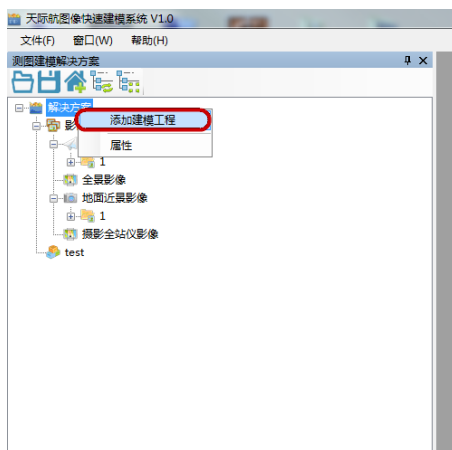 天际航图像快速建模系统 V1.0
文件(F) 窗口(W) 帮助(H)
测图建模解决方案
解决方案
添加建模工程
影
属性
1
全景影像
地面近景影像
1
摄影全站仪影像
test